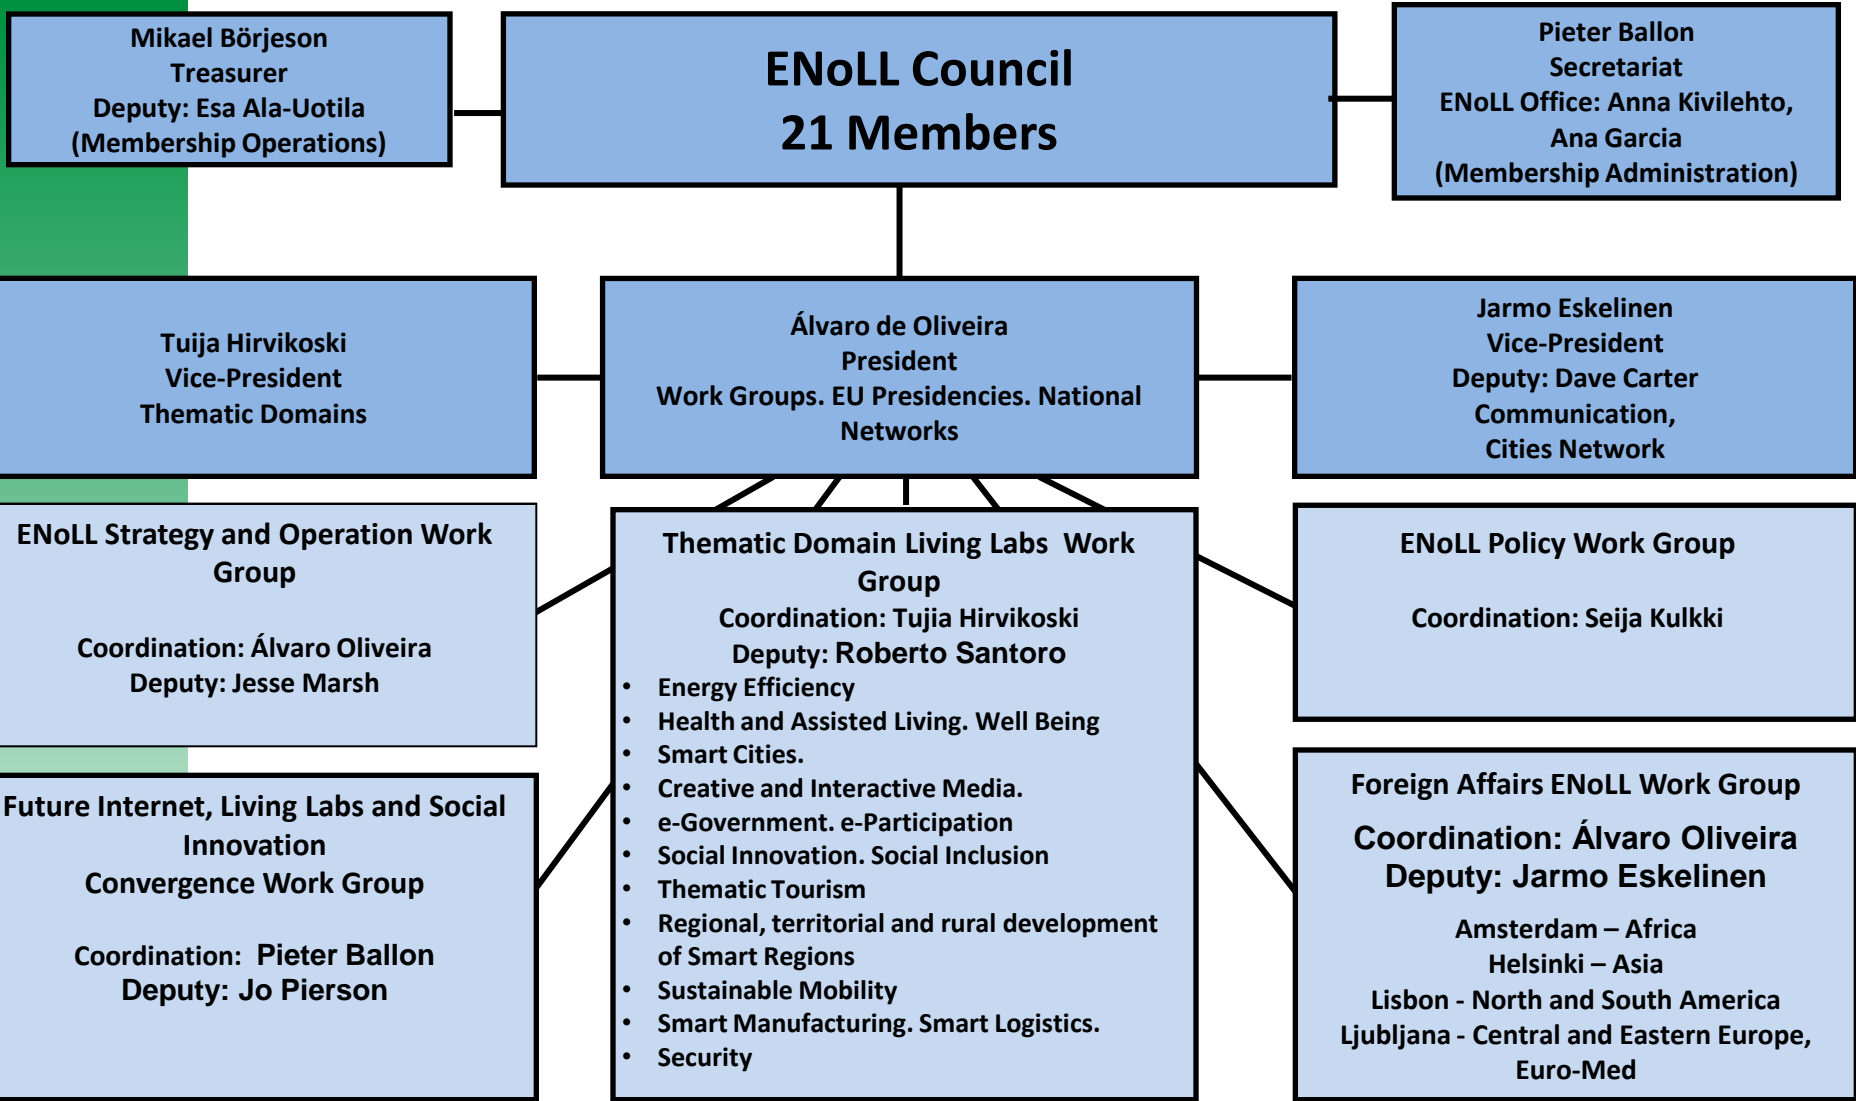 Mikael Börjeson
Treasurer
Deputy: Esa Ala-Uotila
(Membership Operations)
ENoLL Council
21 Members
Pieter Ballon
Secretariat
ENoLL Office: Anna Kivilehto,
Ana Garcia
(Membership Administration)
Tuija Hirvikoski
Vice-President
Thematic Domains
Álvaro de Oliveira
President
Work Groups. EU Presidencies. National
Networks
Jarmo Eskelinen
Vice-President
Deputy: Dave Carter
Communication,
Cities Network
ENoLL Strategy and Operation Work
Group
Coordination: Álvaro Oliveira
Deputy: Jesse Marsh
Thematic Domain Living Labs Work
Group
Coordination: Tujia Hirvikoski
Deputy: Roberto Santoro
• Energy Efficiency
• Health and Assisted Living. Well Being
• Smart Cities.
• Creative and Interactive Media.
• e-Government. e-Participation
• Social Innovation. Social Inclusion
• Thematic Tourism
• Regional, territorial and rural development
of Smart Regions
• Sustainable Mobility
• Smart Manufacturing. Smart Logistics.
• Security
ENoLL Policy Work Group
Coordination: Seija Kulkki
Future Internet, Living Labs and Social
Innovation
Convergence Work Group
Coordination: Pieter Ballon
Deputy: Jo Pierson
Foreign Affairs ENoLL Work Group
Coordination: Álvaro Oliveira
Deputy: Jarmo Eskelinen
Amsterdam – Africa
Helsinki – Asia
Lisbon - North and South America
Ljubljana - Central and Eastern Europe,
Euro-Med